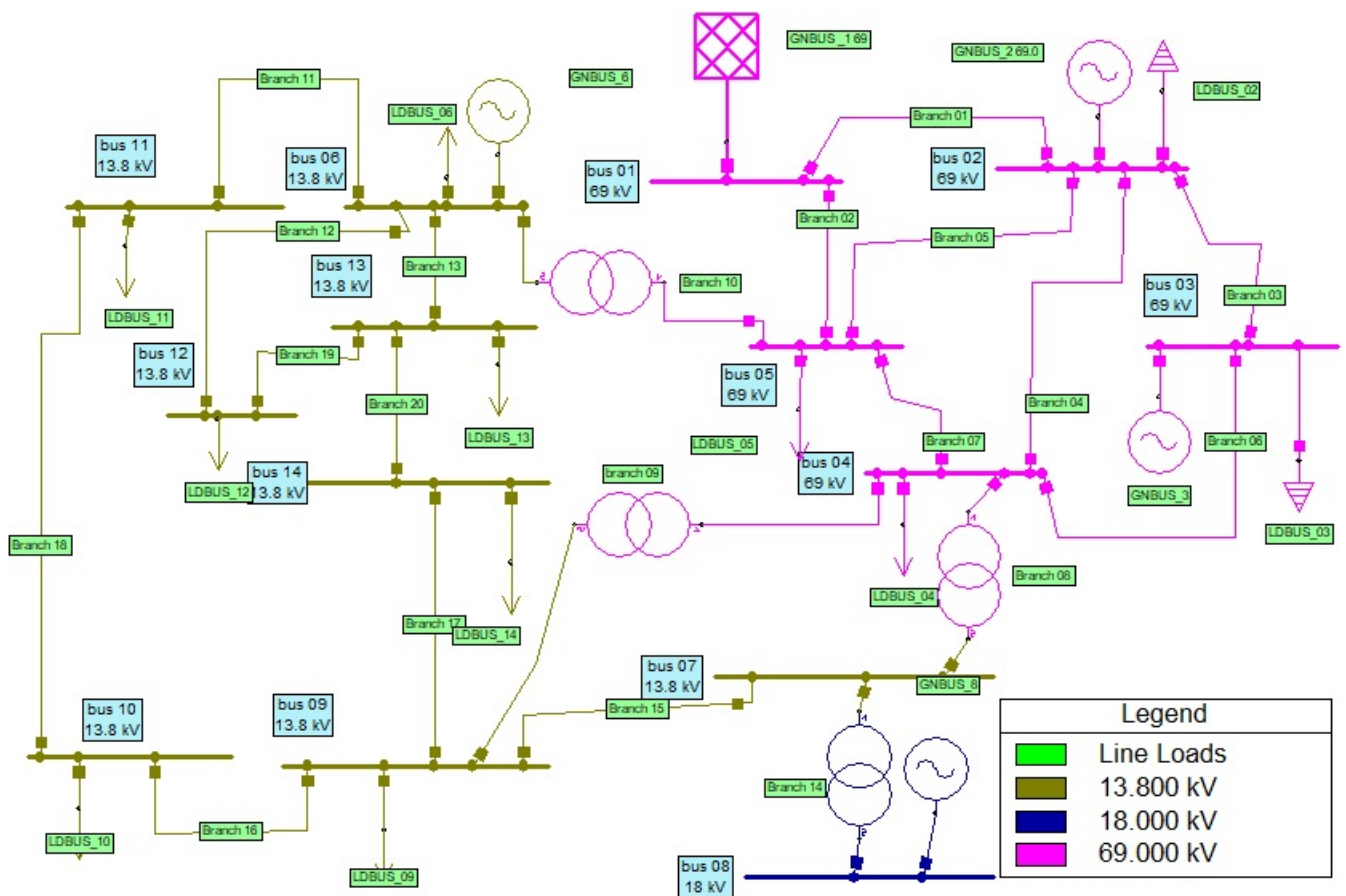 GNBUS_1 69
GNBUS_2 69.0
GNBUS_6
LDBUS_02
Branch 11
LDBUS_06
Branch 01
bus 11
13.8 kV
bus 06
13.8 kV
bus 01
69 kV
bus 02
69 kV
Branch 02
Branch 12
Branch 05
Branch 13
bus 13
13.8 kV
Branch 10
bus 03
69 kV
Branch 03
LDBUS_11
bus 12
13.8 kV
Branch 19
bus 05
69 kV
Branch 20
Branch 04
LDBUS_13
LDBUS_05
Branch 07
Branch 06
bus 14
13.8 kV
LDBUS_12
branch 09
bus 04
69 kV
GNBUS_3
Branch 18
LDBUS_03
Branch 08
LDBUS_04
Branch 17
LDBUS_14
bus 07
13.8 kV
GNBUS_8
bus 10
13.8 kV
bus 09
13.8 kV
Branch 15
Branch 14
Branch 16
LDBUS_10
LDBUS_09
bus 08
18 kV
Legend
Line Loads
13.800 kV
18.000 kV
69.000 kV